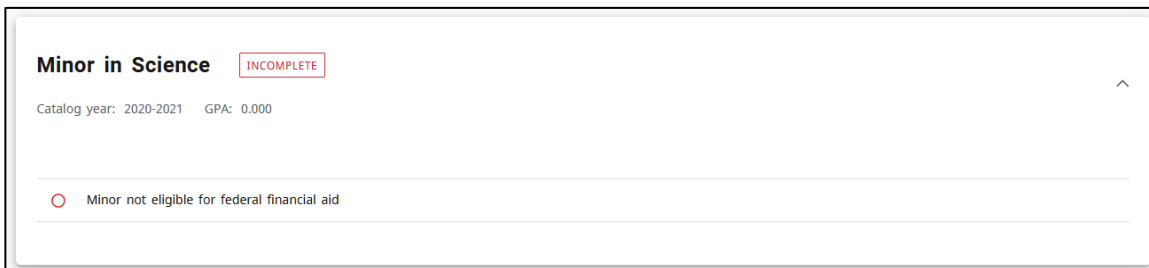 Minor in Science INCOMPLETE
Catalog year: 2020-2021 GPA: 0.000
Minor not eligible for federal financial aid